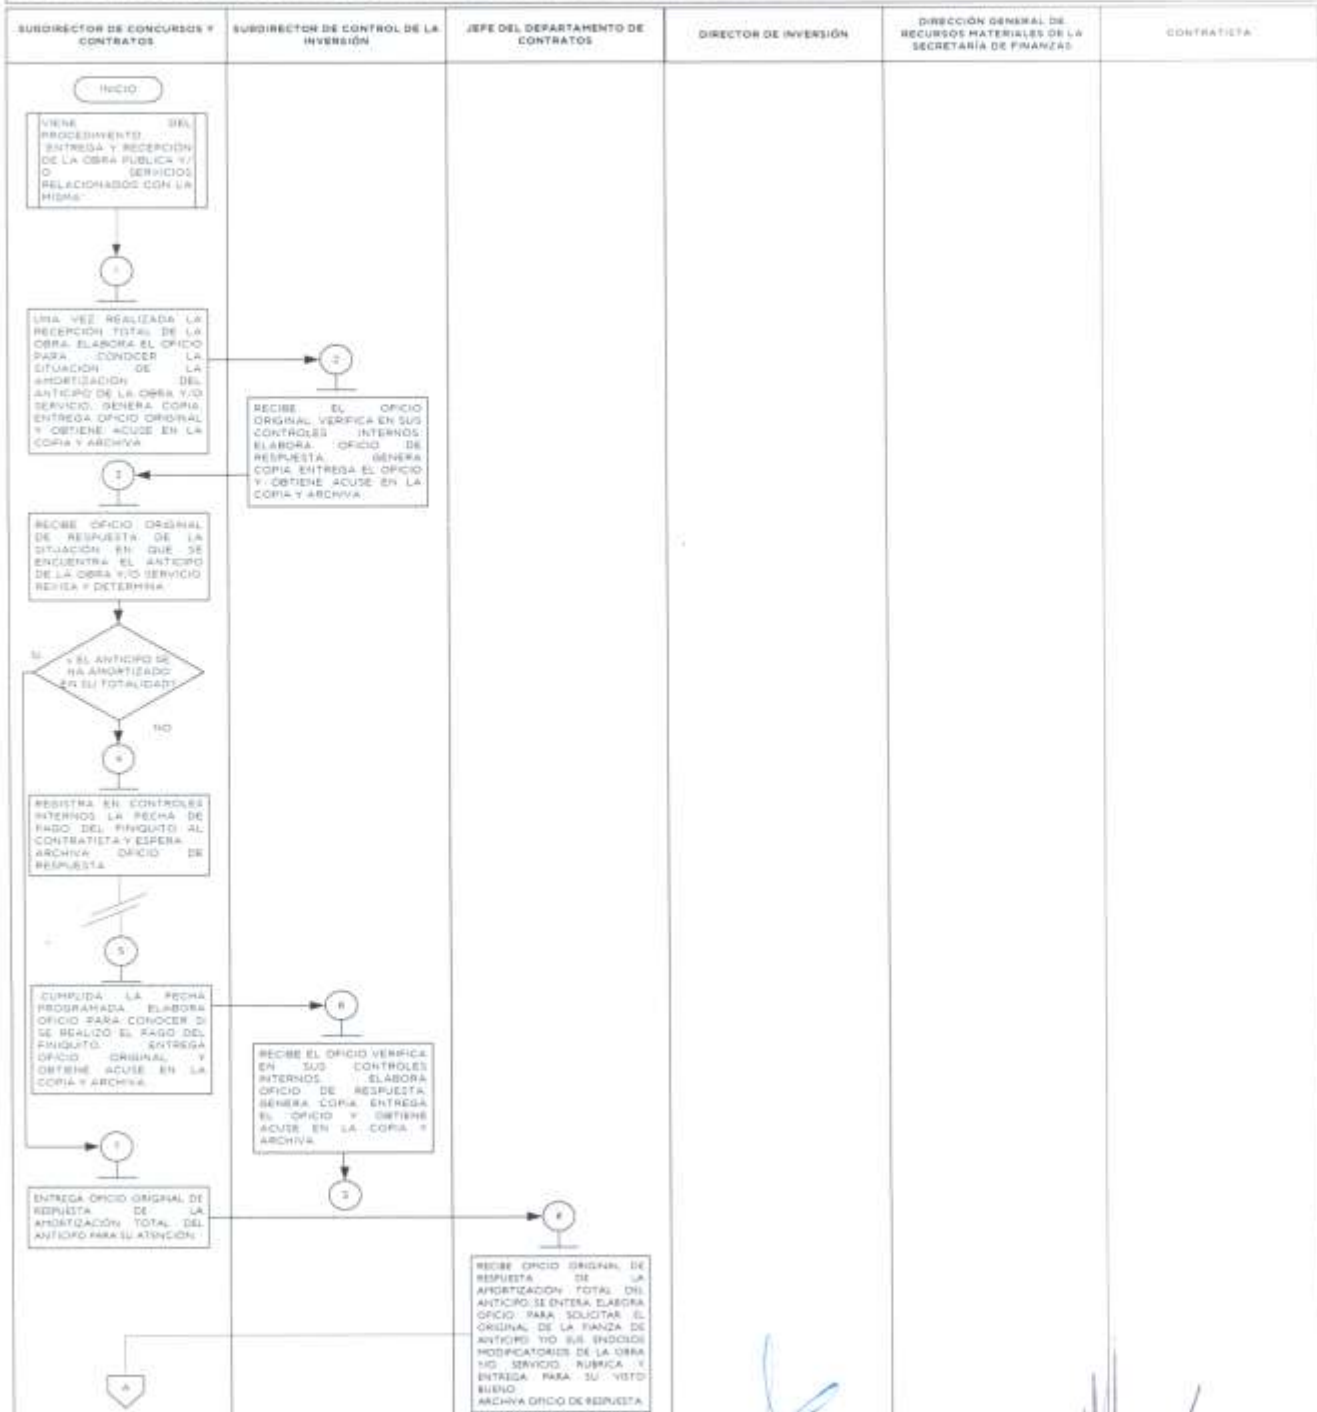 SUBDIRECTOR DE CONCURSOS Y
CONTRATOS
SUBDIRECTOR DE CONTROL DE LA
INVERSIÓN
JEFE DEL DEPARTAMENTO DE
CONTRATOS
DIRECTOR DE INVERSIÓN
DIRECCIÓN GENERAL DE
RECURSOS MATERIALES DE LA
SECRETARÍA DE FINANZAS
CONTRATISTA
INICIO
VIENE DEL
PROCEDIMIENTO
"ENTREGA Y RECEPCIÓN
DE LA OBRA PUBLICA Y/
O SERVICIOS
RELACIONADOS CON LA
MISMA"
1
UNA VEZ REALIZADA LA
RECEPCIÓN TOTAL DE LA
OBRA, ELABORA EL OFICIO
PARA CONOCER LA
SITUACIÓN DE LA
AMORTIZACIÓN DEL
ANTICIPO DE LA OBRA Y/O
SERVICIO, GENERA COPIA,
ENTREGA OFICIO ORIGINAL
Y OBTIENE ACUSE EN LA
COPIA Y ARCHIVA
2
RECIBE EL OFICIO
ORIGINAL, VERIFICA EN SUS
CONTROLES INTERNOS,
ELABORA OFICIO DE
RESPUESTA, GENERA
COPIA, ENTREGA EL OFICIO
Y OBTIENE ACUSE EN LA
COPIA Y ARCHIVA
3
RECIBE OFICIO ORIGINAL
DE RESPUESTA DE LA
SITUACIÓN EN QUE SE
ENCUENTRA EL ANTICIPO
DE LA OBRA Y/O SERVICIO,
REVISA Y DETERMINA
SI
¿ EL ANTICIPO SE
HA AMORTIZADO
EN SU TOTALIDAD?
NO
4
REGISTRA EN CONTROLES
INTERNOS LA FECHA DE
PAGO DEL FINIQUITO AL
CONTRATISTA Y ESPERA.
ARCHIVA OFICIO DE
RESPUESTA
5
CUMPLIDA LA FECHA
PROGRAMADA, ELABORA
OFICIO PARA CONOCER SI
SE REALIZO EL PAGO DEL
FINIQUITO, ENTREGA
OFICIO ORIGINAL Y
OBTIENE ACUSE EN LA
COPIA Y ARCHIVA
6
RECIBE EL OFICIO VERIFICA
EN SUS CONTROLES
INTERNOS, ELABORA
OFICIO DE RESPUESTA,
GENERA COPIA, ENTREGA
EL OFICIO Y OBTIENE
ACUSE EN LA COPIA Y
ARCHIVA
3
7
ENTREGA OFICIO ORIGINAL DE
RESPUESTA DE LA
AMORTIZACIÓN TOTAL DEL
ANTICIPO PARA SU ATENCIÓN
8
RECIBE OFICIO ORIGINAL DE
RESPUESTA DE LA
AMORTIZACIÓN TOTAL DEL
ANTICIPO, SE ENTERA, ELABORA
OFICIO PARA SOLICITAR EL
ORIGINAL DE LA FIANZA DE
ANTICIPO Y/O SUS ENDOSOS
MODIFICATORIOS DE LA OBRA
Y/O SERVICIO, RUBRICA Y
ENTREGA PARA SU VISTO
BUENO.
ARCHIVA OFICIO DE RESPUESTA
A